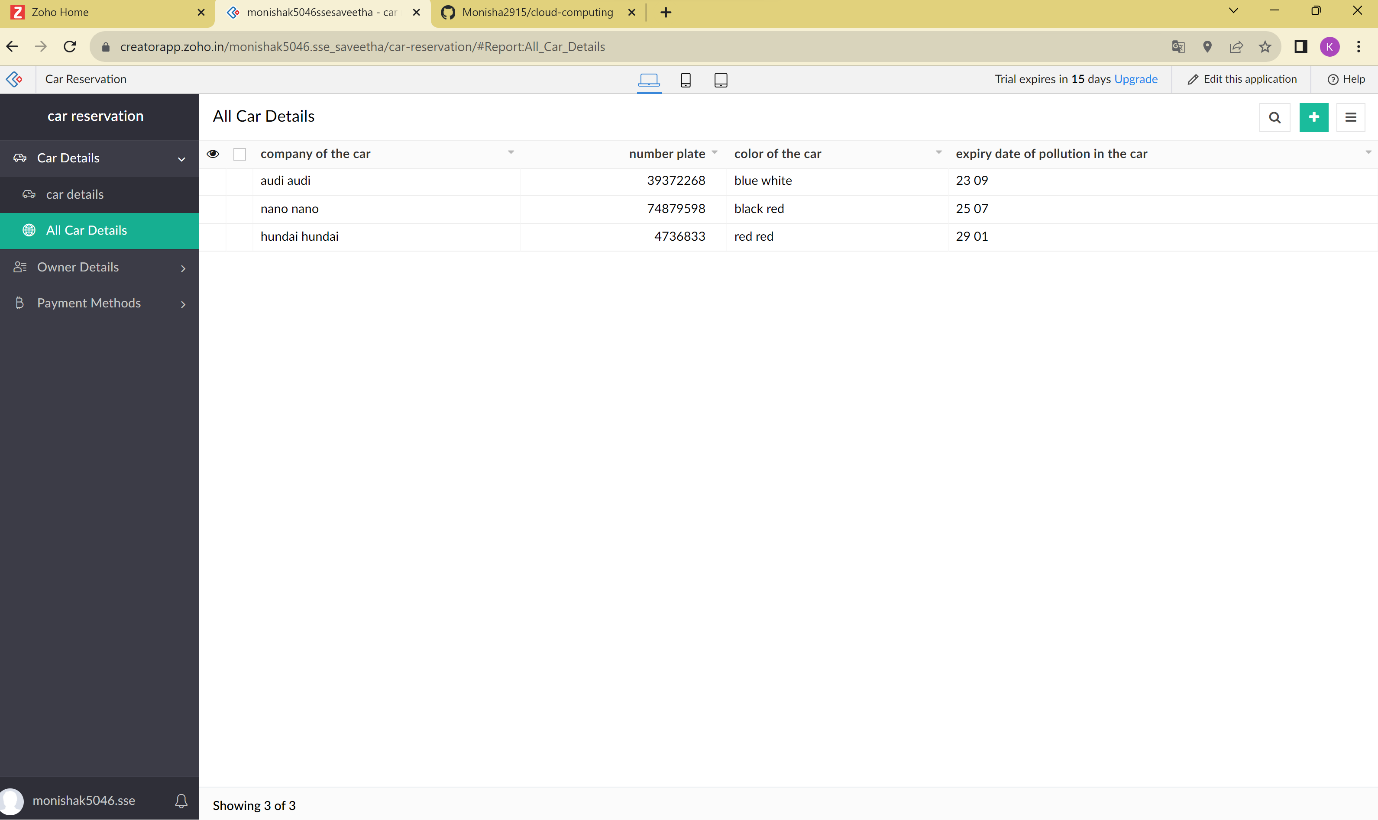 Zoho Home
monishak5046ssesaveetha - car
Monisha2915/cloud-computing
creatorapp.zoho.in/monishak5046.sse_saveetha/car-reservation/#Report:All_Car_Details
K
Car Reservation
Trial expires in 15 days Upgrade
Edit this application
Help
car reservation
All Car Details
Car Details
car details
All Car Details
Owner Details
Payment Methods
company of the car number plate color of the car expiry date of pollution in the car
audi audi 39372268 blue white 23 09
nano nano 74879598 black red 25 07
hundai hundai 4736833 red red 29 01
monishak5046.sse
Showing 3 of 3